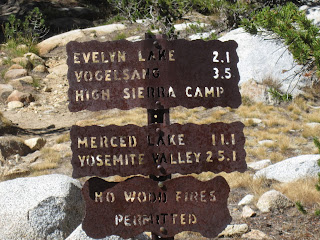 EVELYN LAKE 2.1
VOGELSANG 3.5
HIGH SIERRA CAMP
MERCED LAKE 11.1
YOSEMITE VALLEY 25.1
NO WOOD FIRES
PERMITTED